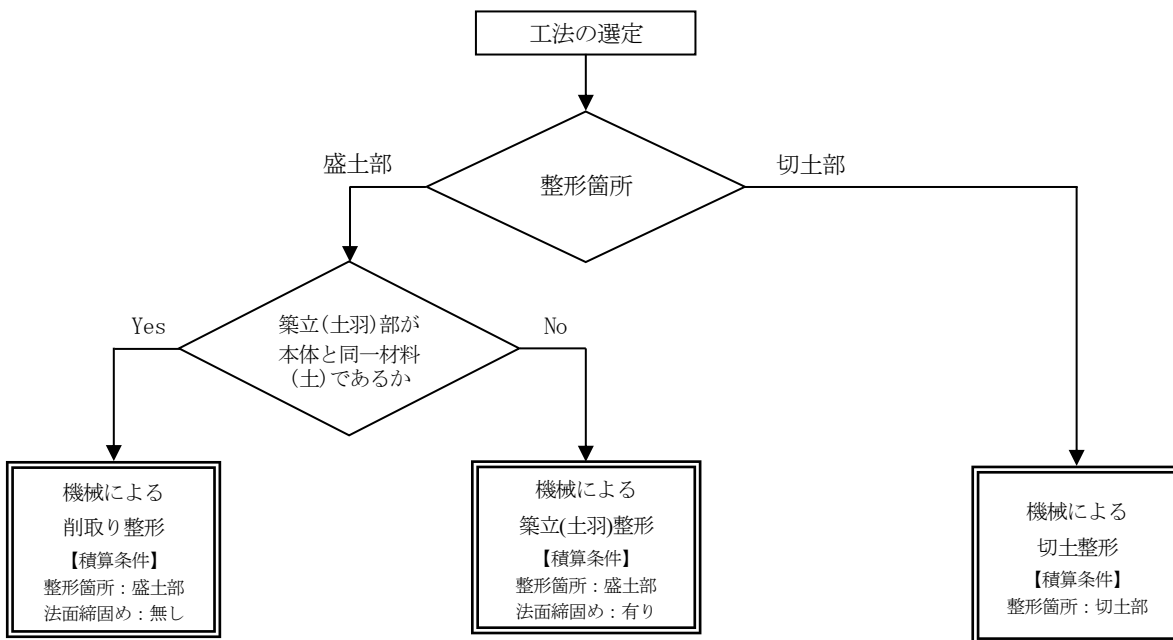 工法の選定
盛土部
切土部
整形箇所
Yes
No
築立(土羽)部が
本体と同一材料
(土)であるか
機械による
削取り整形
【積算条件】
整形箇所：盛土部
法面締固め：無し
機械による
築立(土羽)整形
【積算条件】
整形箇所：盛土部
法面締固め：有り
機械による
切土整形
【積算条件】
整形箇所：切土部